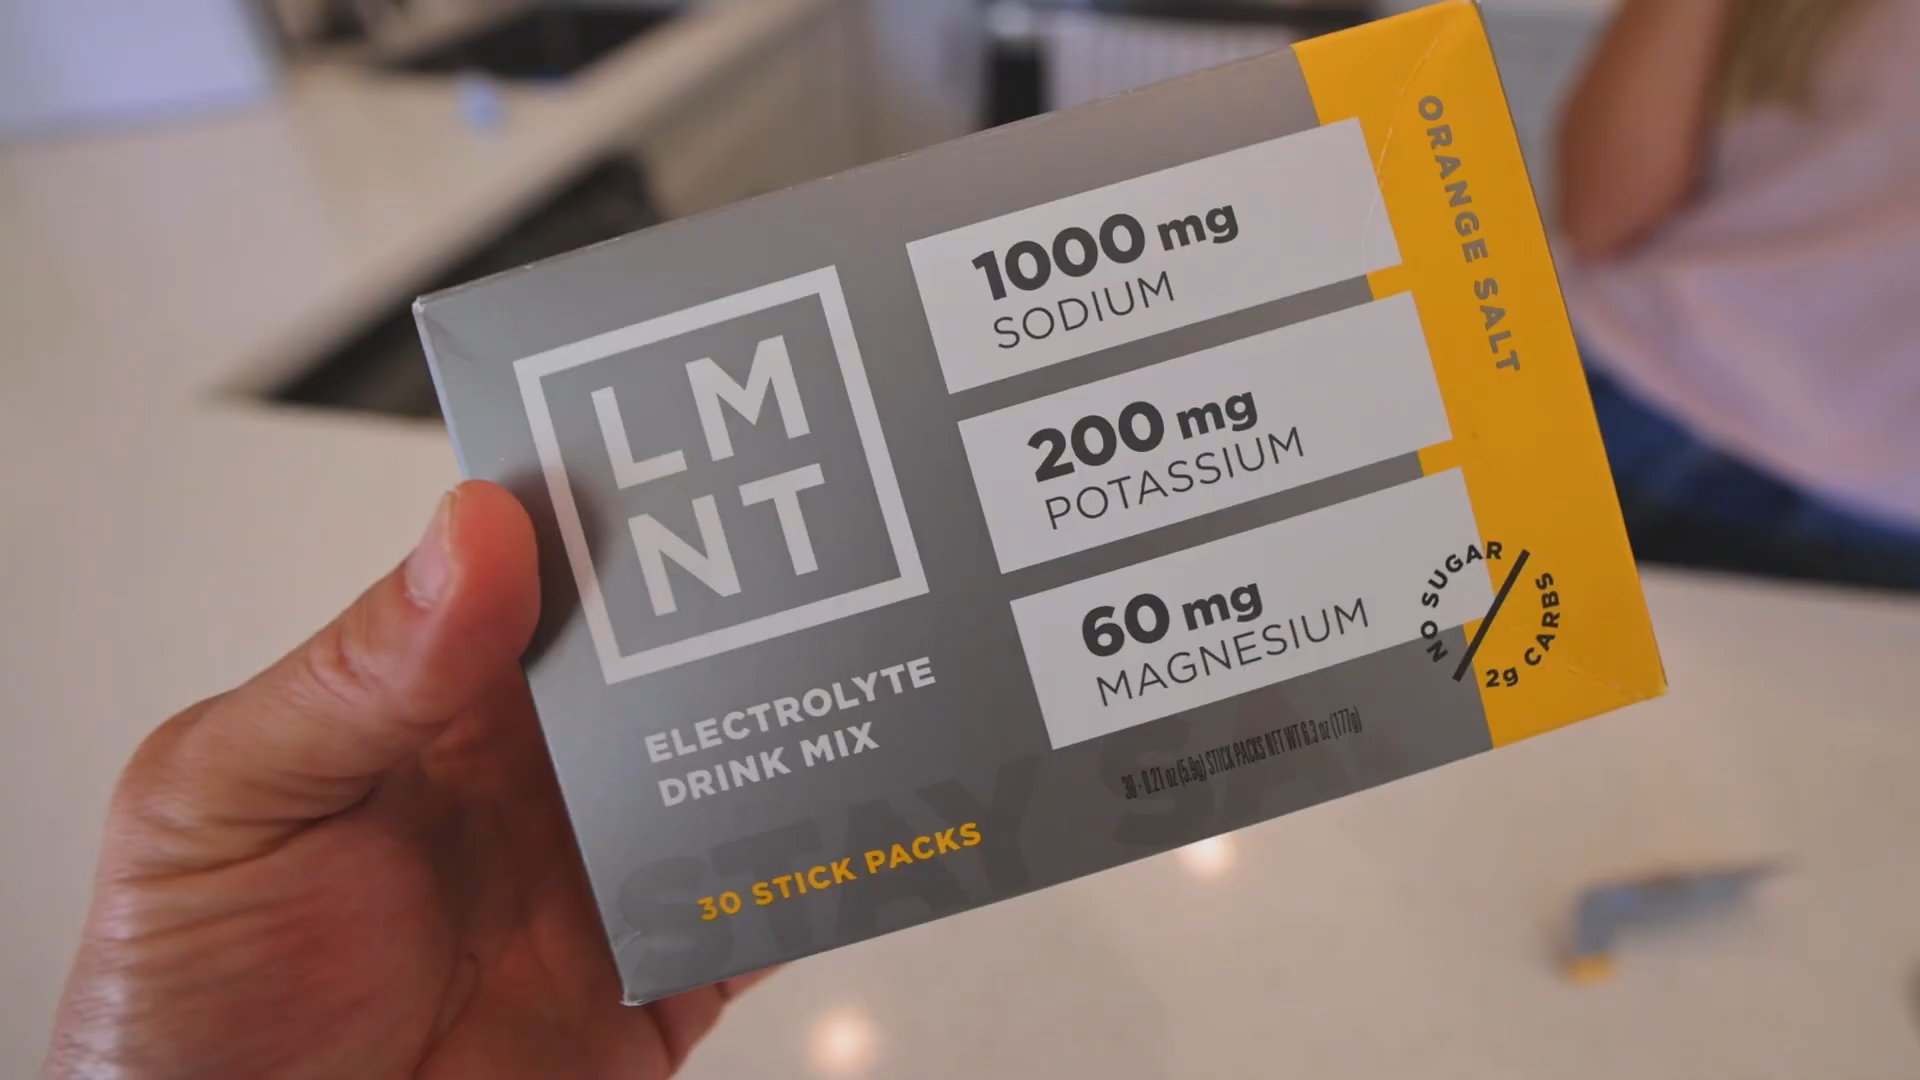 LM
NT
ELECTROLYTE
DRINK MIX
30 STICK PACKS
1000 mg
SODIUM
200 mg
POTASSIUM
60 mg
MAGNESIUM
30 - 0.21 oz (5.9g) STICK PACKS NET WT 6.3 oz (177g)
STAY SA
ORANGE SALT
NO SUGAR
2g CARBS